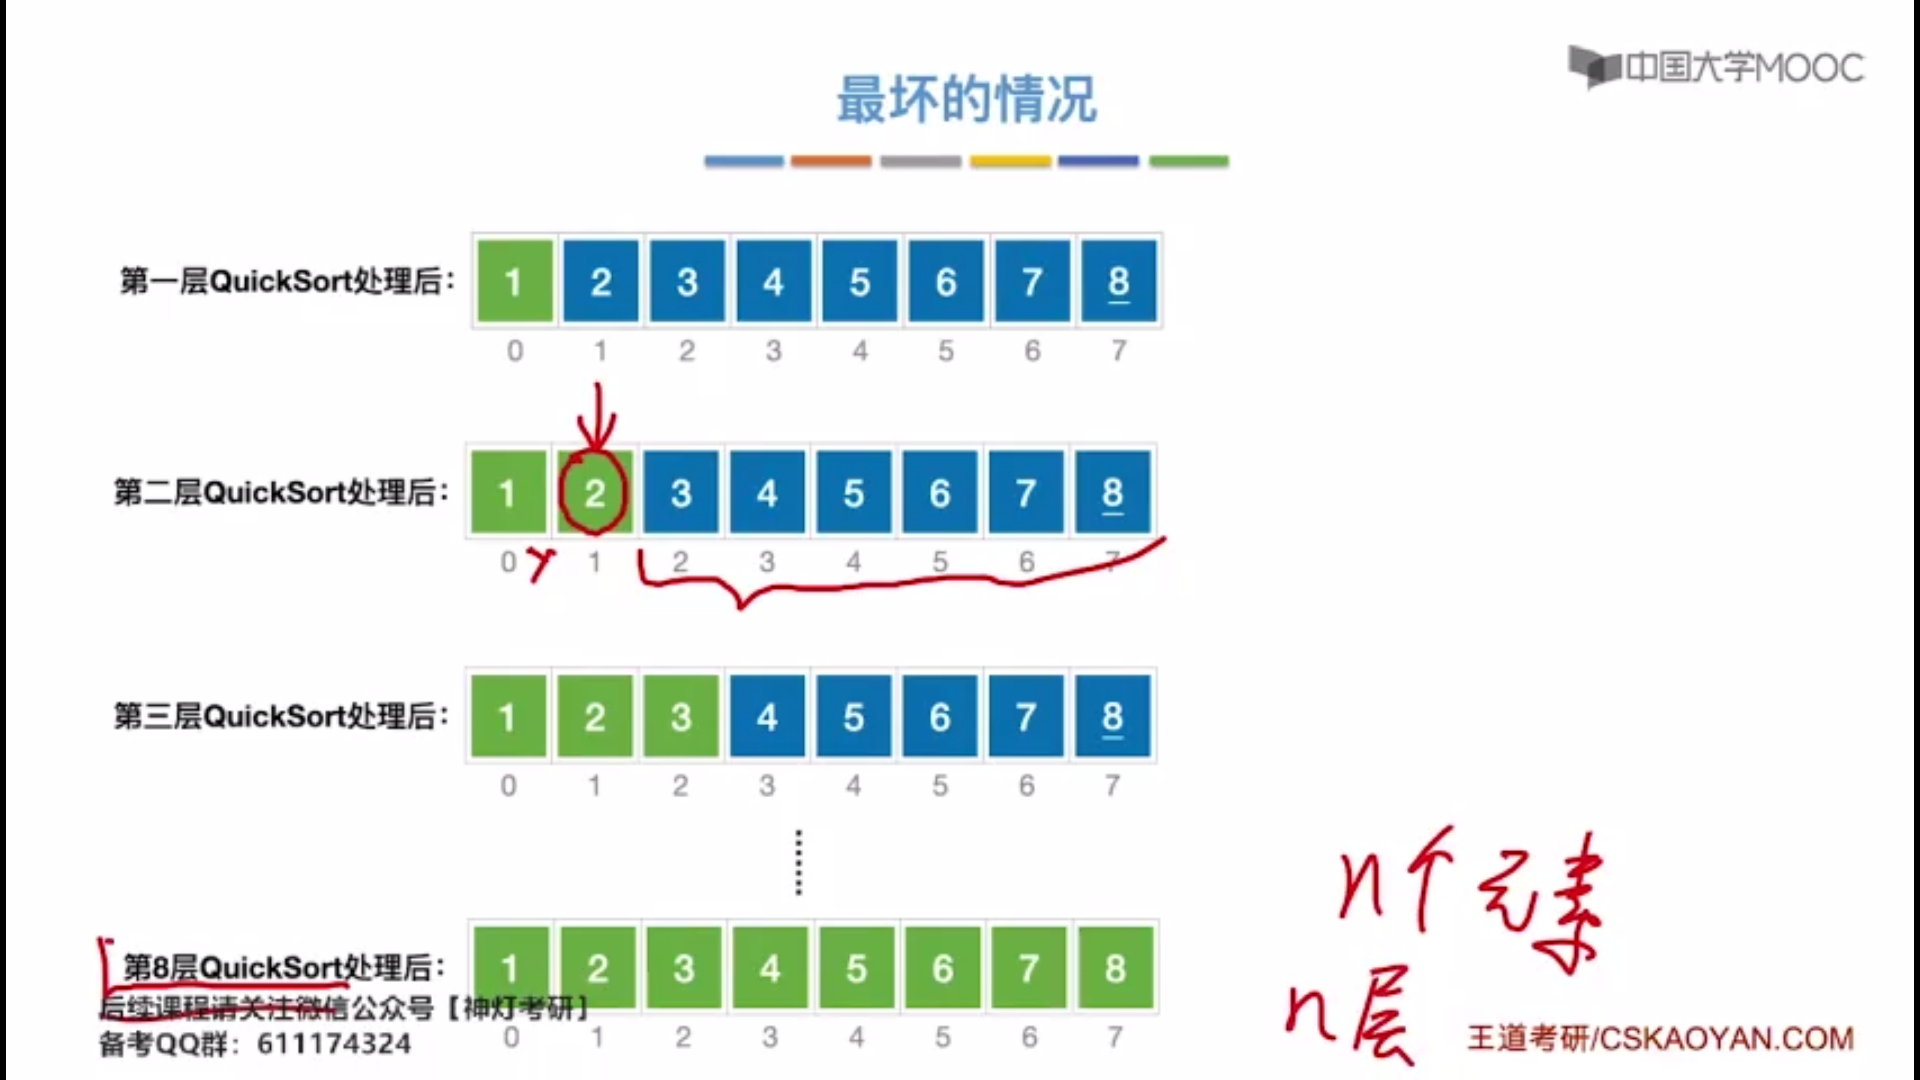 中国大学MOOC
最坏的情况
第一层QuickSort处理后：
1 2 3 4 5 6 7 8
0 1 2 3 4 5 6 7
第二层QuickSort处理后：
1 2 3 4 5 6 7 8
0 1 2 3 4 5 6 7
第三层QuickSort处理后：
1 2 3 4 5 6 7 8
0 1 2 3 4 5 6 7
n个元素
第8层QuickSort处理后：
1 2 3 4 5 6 7 8
0 1 2 3 4 5 6 7
n层
后续课程请关注微信公众号【神灯考研】
备考QQ群：611174324
王道考研/CSKAOYAN.COM